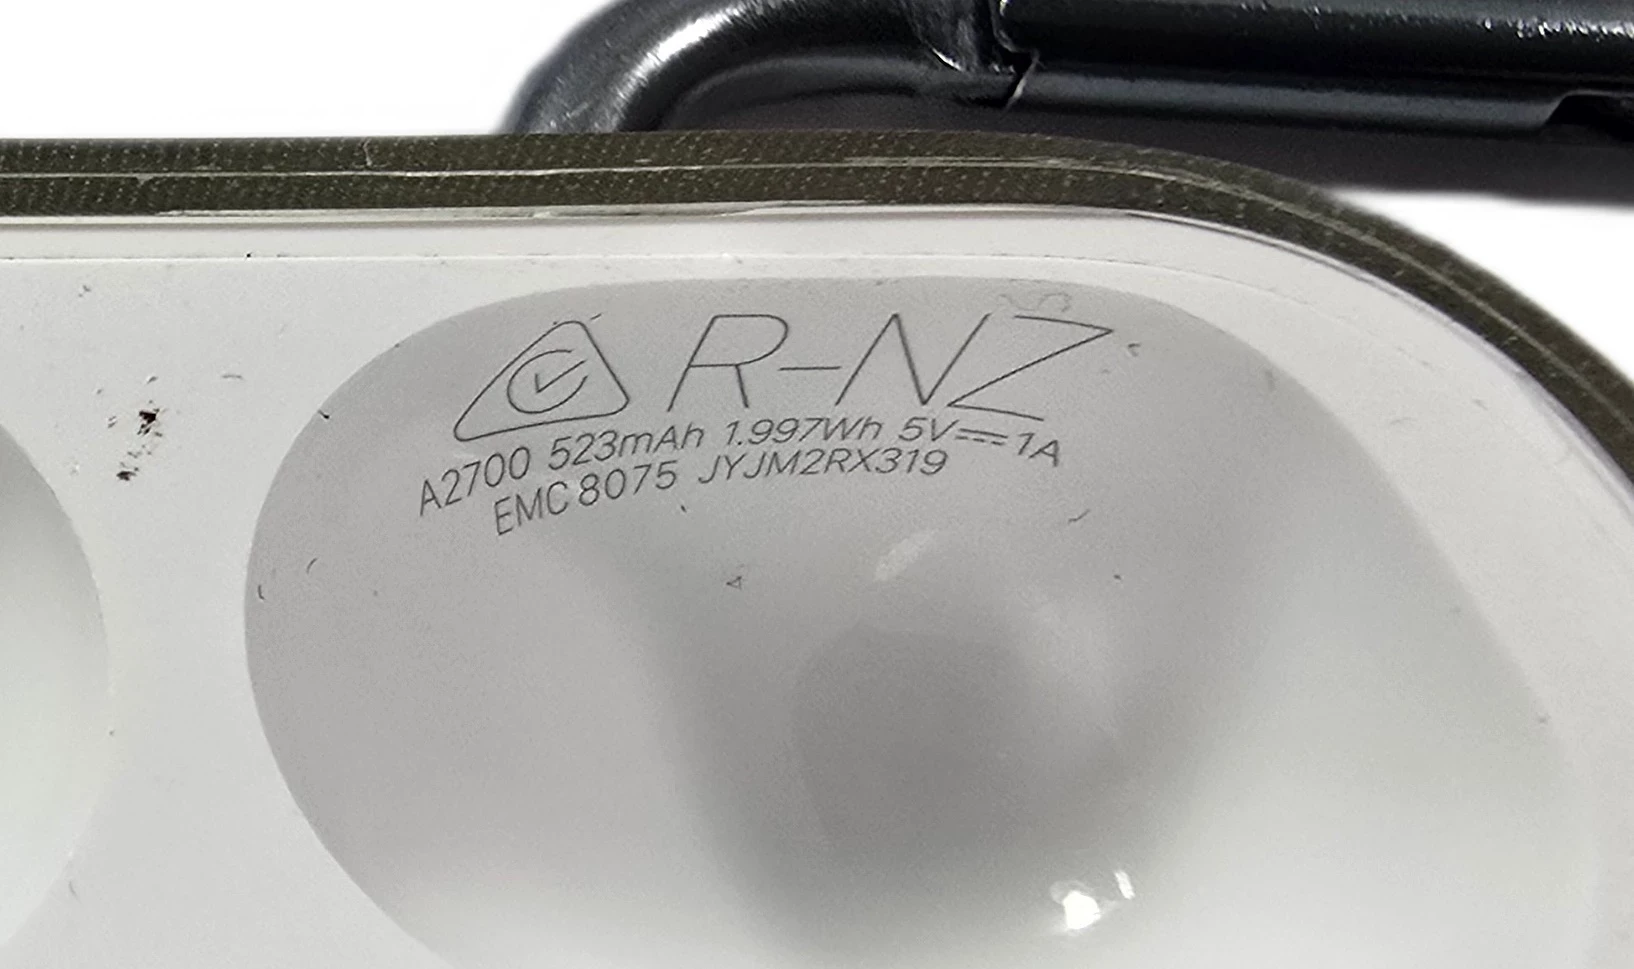 R-NZ
A2700 523mAh 1.997Wh 5V⎓1A
EMC 8075 JYJM2RX319